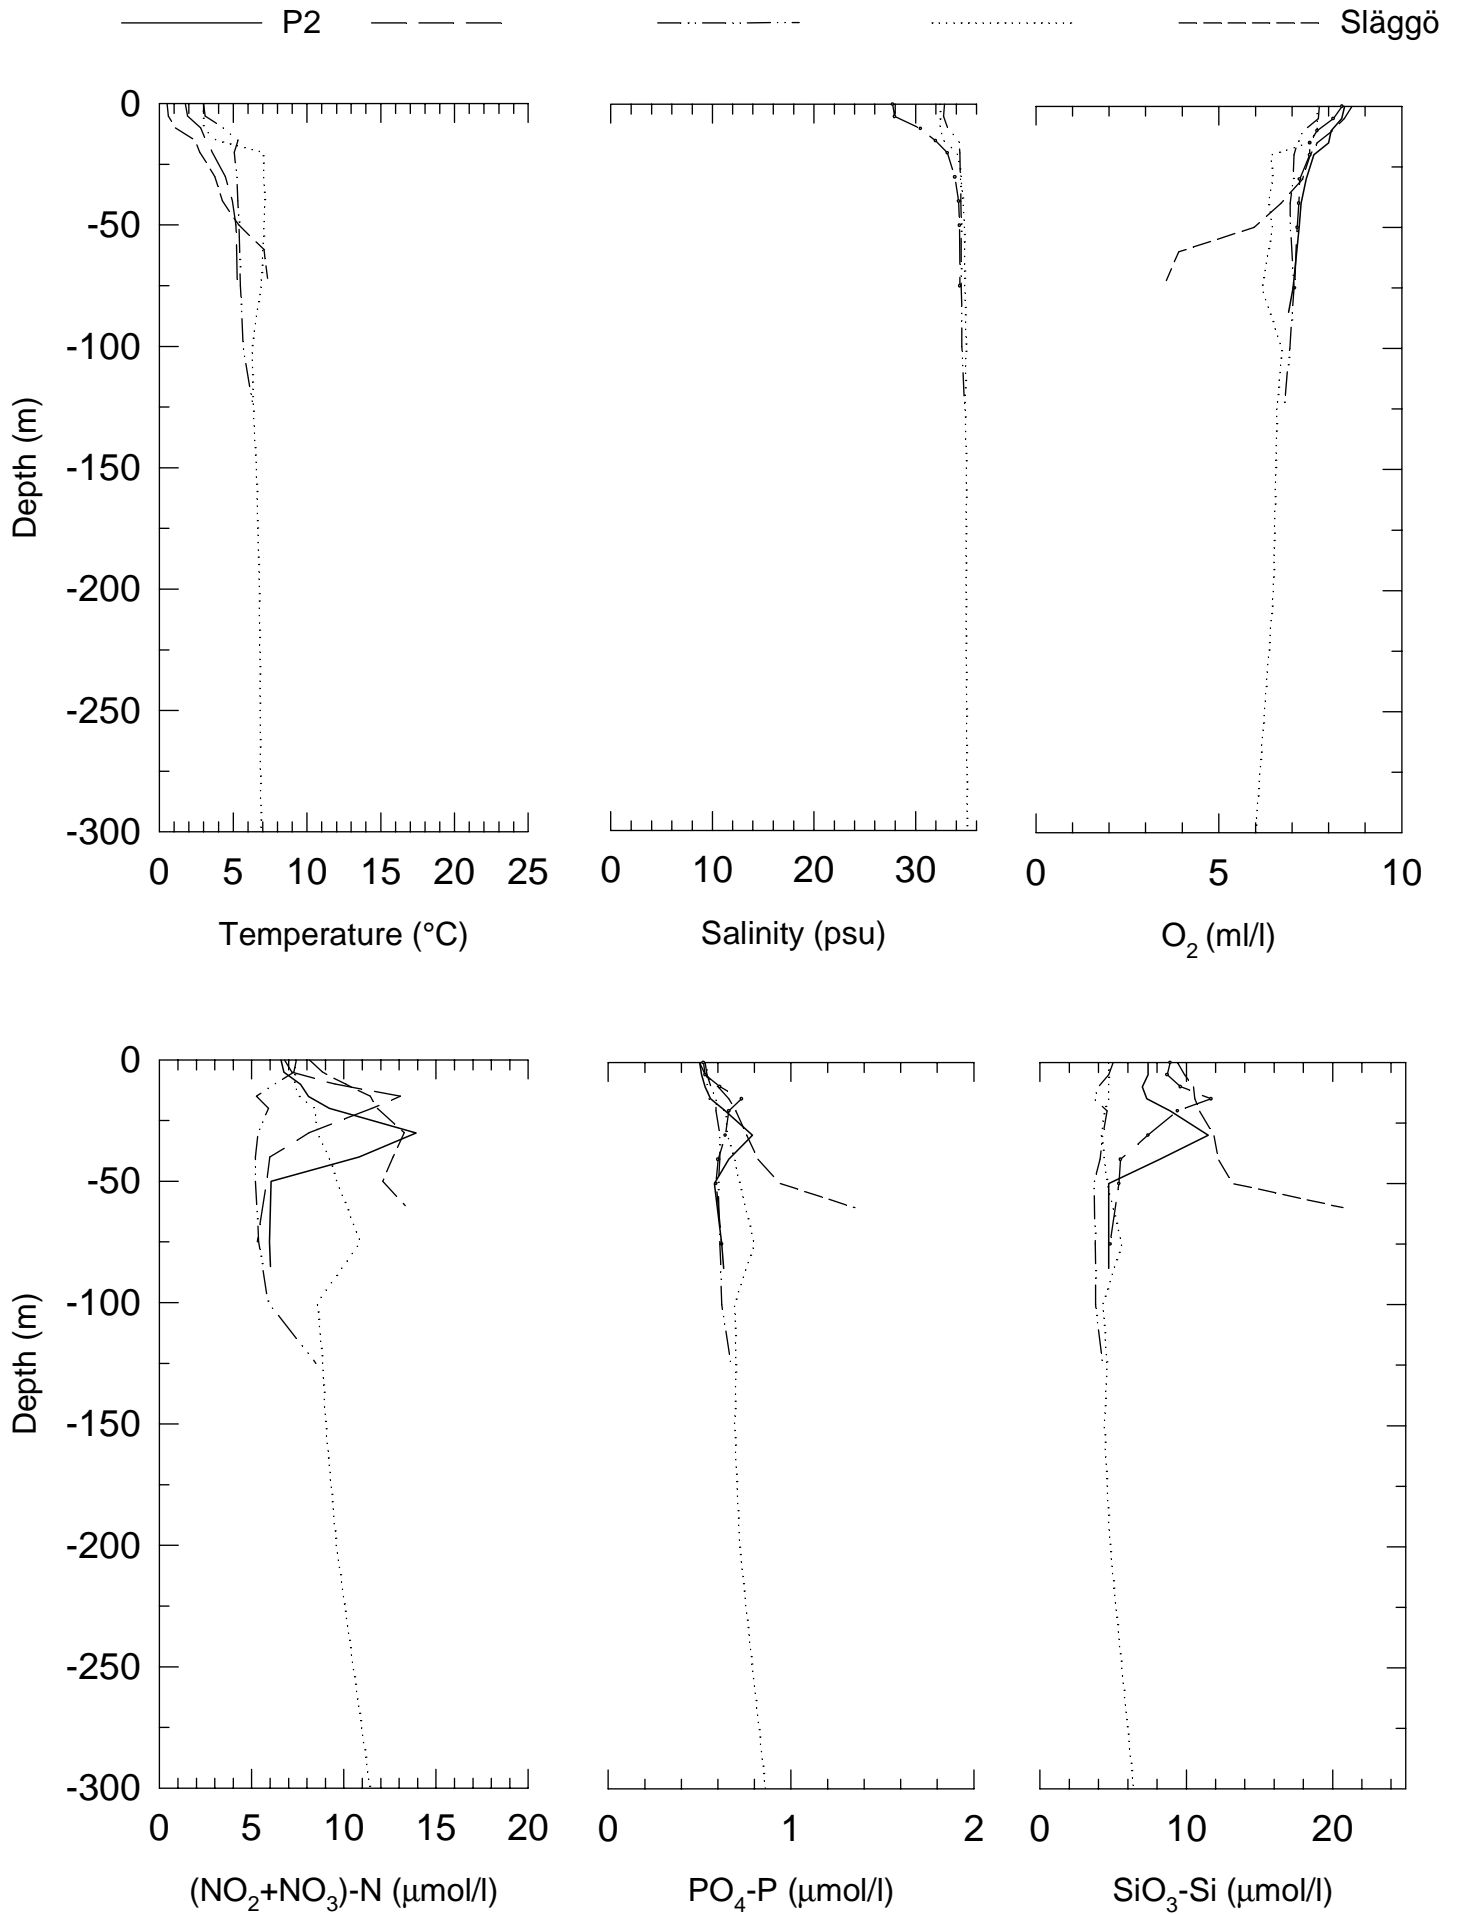 P2 Släggö
0
-50
-100
-150
-200
-250
-300
Depth (m)
0 5 10 15 20 25
Temperature (°C)
0 10 20 30
Salinity (psu)
0 5 10
O2 (ml/l)
0
-50
-100
-150
-200
-250
-300
Depth (m)
0 5 10 15 20
(NO2+NO3)-N (µmol/l)
0 1 2
PO4-P (µmol/l)
0 10 20
SiO3-Si (µmol/l)